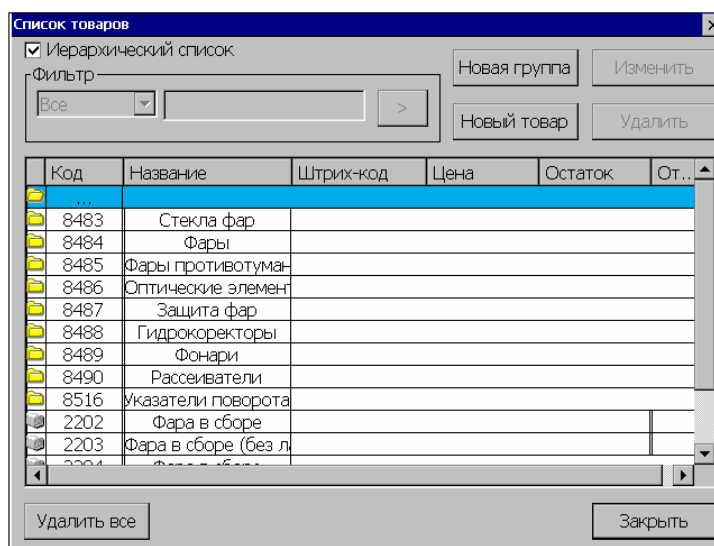 Список товаров
Иерархический список
Фильтр
Все
>
Новая группа
Изменить
Новый товар
Удалить
Код Название Штрих-код Цена Остаток От...
...
8483 Стекла фар
8484 Фары
8485 Фары противотуман
8486 Оптические элемент
8487 Защита фар
8488 Гидрокоректоры
8489 Фонари
8490 Рассеиватели
8516 Указатели поворота
2202 Фара в сборе
2203 Фара в сборе (без л
Удалить все
Закрыть